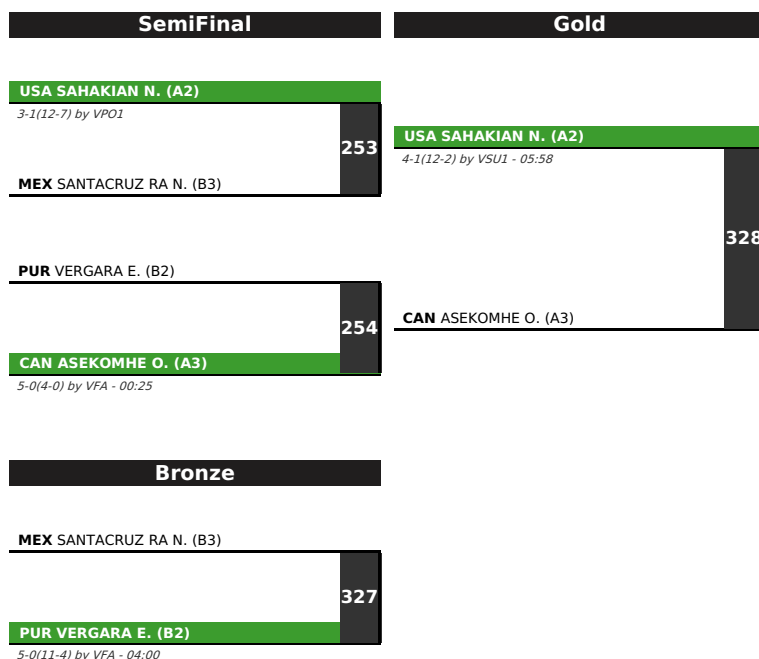 SemiFinal
USA SAHAKIAN N. (A2)
3-1(12-7) by VPO1
253
MEX SANTACRUZ RA N. (B3)
PUR VERGARA E. (B2)
254
CAN ASEKOMHE O. (A3)
5-0(4-0) by VFA - 00:25
Gold
USA SAHAKIAN N. (A2)
4-1(12-2) by VSU1 - 05:58
328
CAN ASEKOMHE O. (A3)
Bronze
MEX SANTACRUZ RA N. (B3)
327
PUR VERGARA E. (B2)
5-0(11-4) by VFA - 04:00